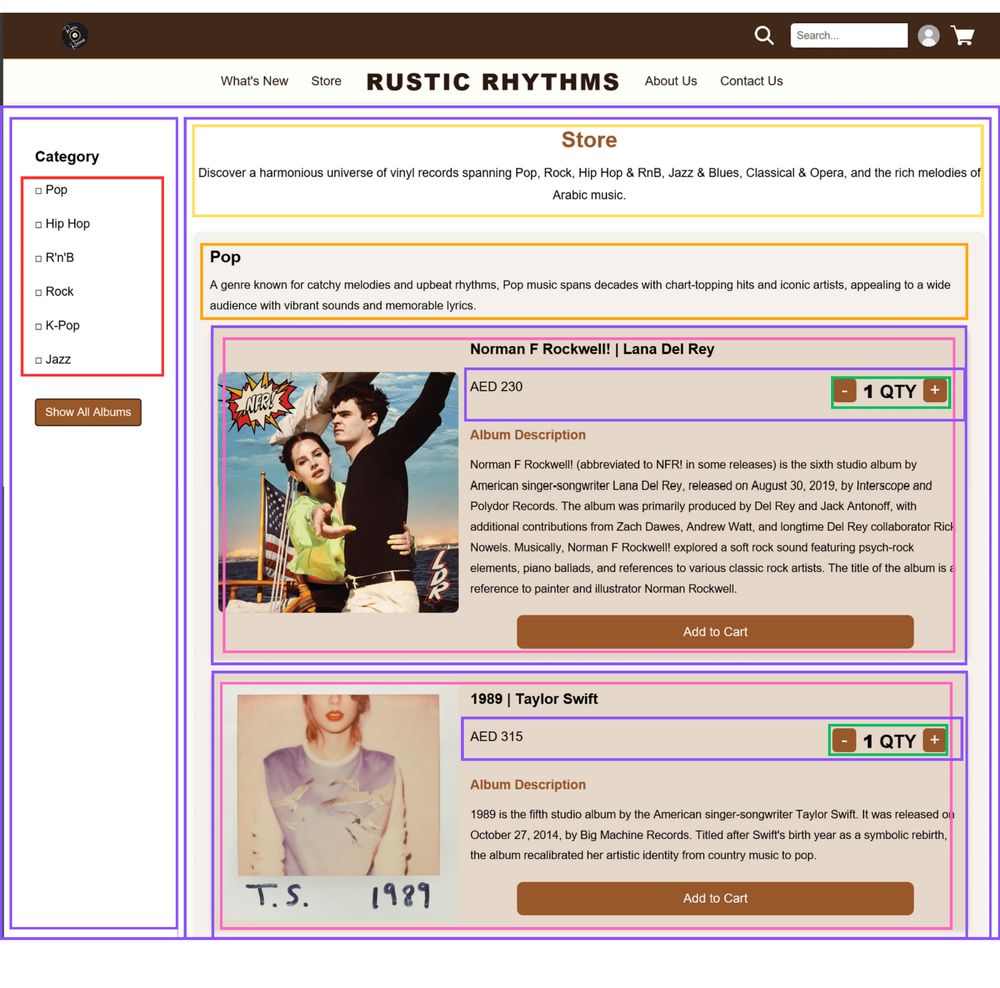 Rustic
Rhythms
Search...
What's New
Store
RUSTIC RHYTHMS
About Us
Contact Us
Category
Pop
Hip Hop
R'n'B
Rock
K-Pop
Jazz
Show All Albums
Store
Discover a harmonious universe of vinyl records spanning Pop, Rock, Hip Hop & RnB, Jazz & Blues, Classical & Opera, and the rich melodies of
Arabic music.
Pop
A genre known for catchy melodies and upbeat rhythms, Pop music spans decades with chart-topping hits and iconic artists, appealing to a wide
audience with vibrant sounds and memorable lyrics.
NFR!
LDR
Norman F Rockwell! | Lana Del Rey
AED 230
- 1 QTY +
Album Description
Norman F Rockwell! (abbreviated to NFR! in some releases) is the sixth studio album by
American singer-songwriter Lana Del Rey, released on August 30, 2019, by Interscope and
Polydor Records. The album was primarily produced by Del Rey and Jack Antonoff, with
additional contributions from Zach Dawes, Andrew Watt, and longtime Del Rey collaborator Rick
Nowels. Musically, Norman F Rockwell! explored a soft rock sound featuring psych-rock
elements, piano ballads, and references to various classic rock artists. The title of the album is a
reference to painter and illustrator Norman Rockwell.
Add to Cart
T.S. 1989
1989 | Taylor Swift
AED 315
- 1 QTY +
Album Description
1989 is the fifth studio album by the American singer-songwriter Taylor Swift. It was released on
October 27, 2014, by Big Machine Records. Titled after Swift's birth year as a symbolic rebirth,
the album recalibrated her artistic identity from country music to pop.
Add to Cart